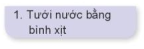 1. Tưới nước bằng
bình xịt